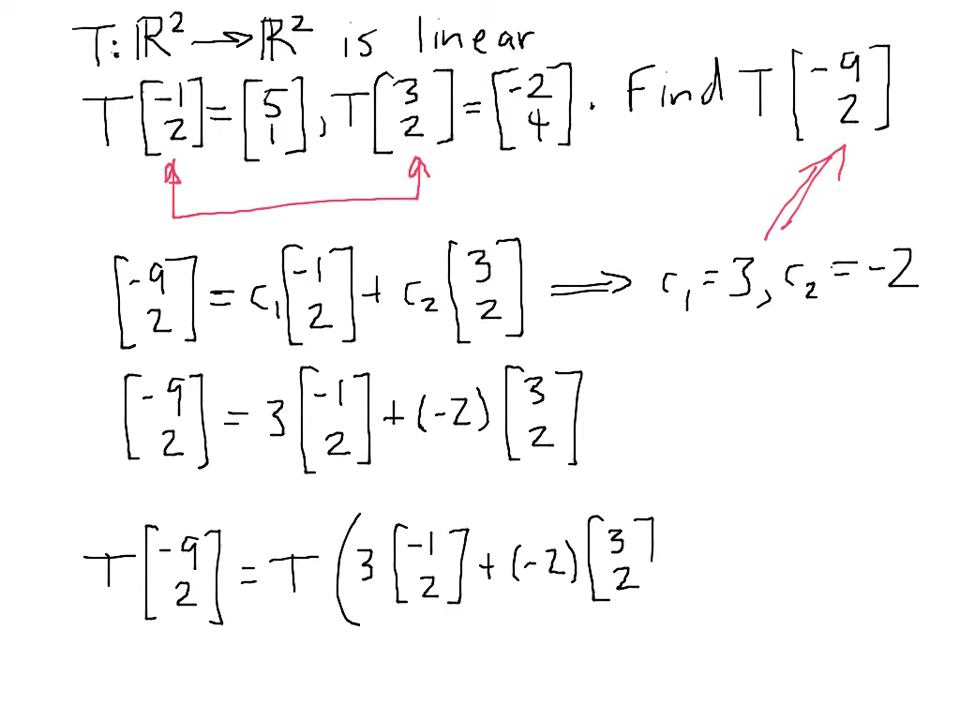 T: ℝ² → ℝ² is linear
T[-1 2] = [5 1], T[3 2] = [-2 4]. Find T[-9 2]
[-9 2] = c₁[-1 2] + c₂[3 2] ⟹ c₁ = 3, c₂ = -2
[-9 2] = 3[-1 2] + (-2)[3 2]
T[-9 2] = T(3[-1 2] + (-2)[3 2